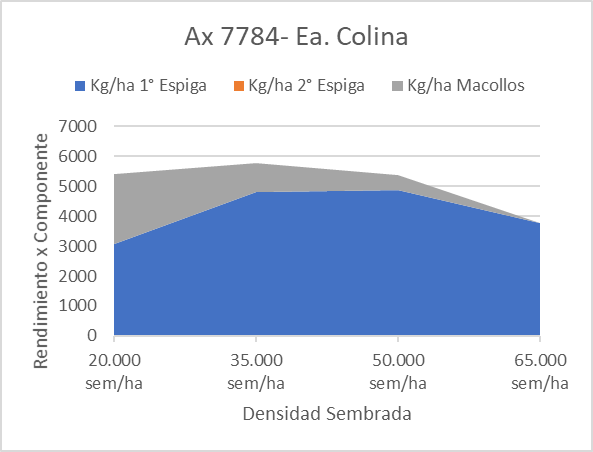 Ax 7784- Ea. Colina
Kg/ha 1° Espiga Kg/ha 2° Espiga Kg/ha Macollos
Rendimiento x Componente
7000
6000
5000
4000
3000
2000
1000
0
20.000 35.000 50.000 65.000
sem/ha sem/ha sem/ha sem/ha
Densidad Sembrada